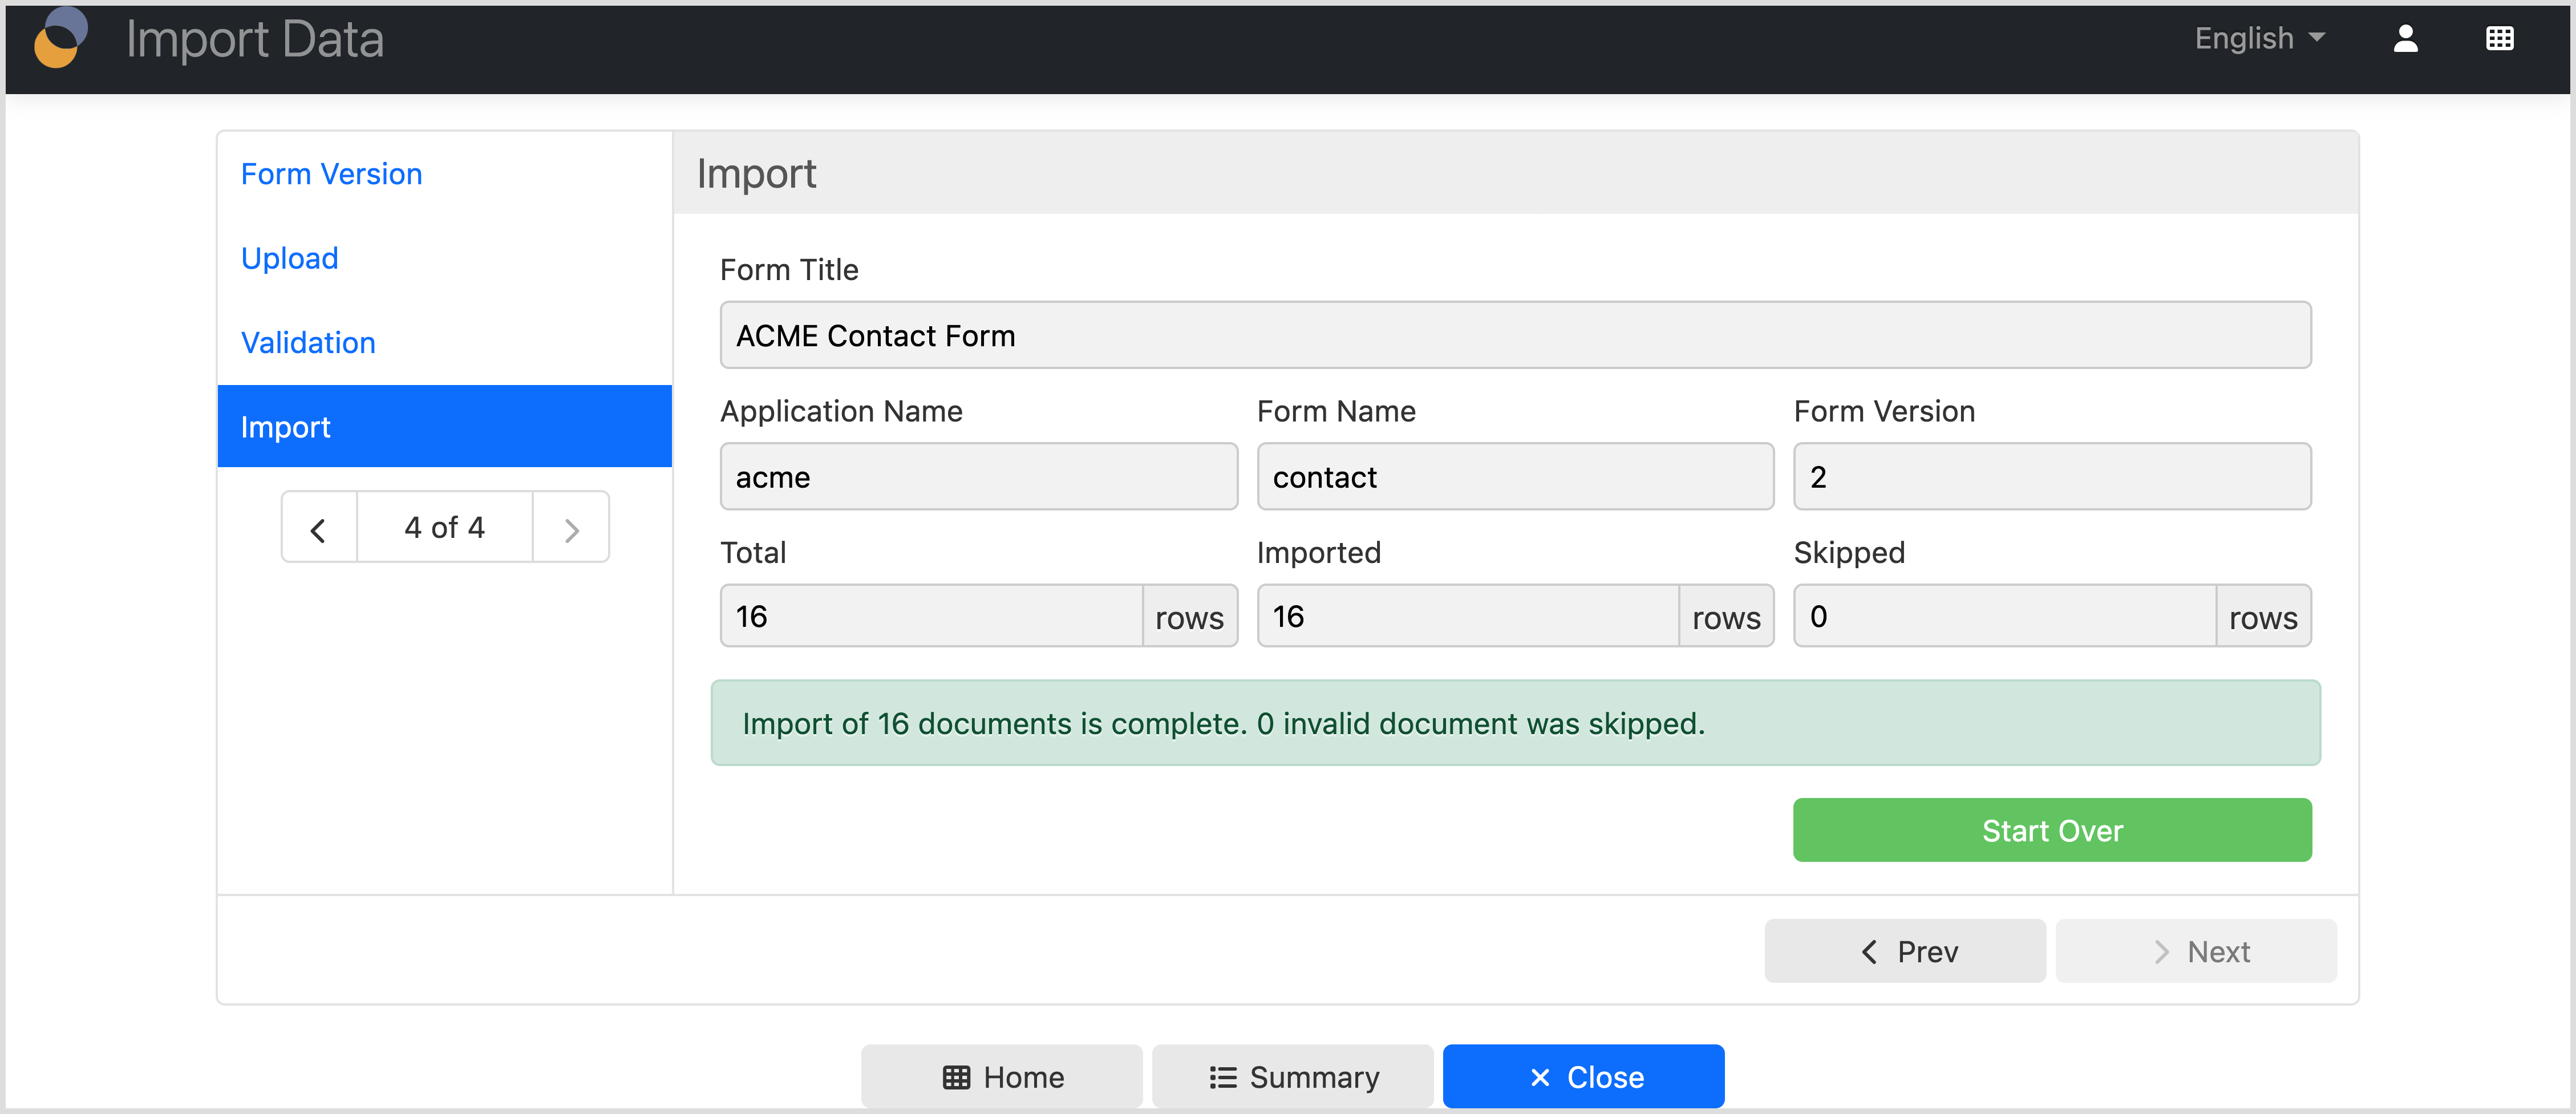 Import Data
English
Form Version
Upload
Validation
Import
4 of 4
Import
Form Title
ACME Contact Form
Application Name
Form Name
Form Version
acme
contact
2
Total
Imported
Skipped
16 rows
16 rows
0 rows
Import of 16 documents is complete. 0 invalid document was skipped.
Start Over
Prev
Next
Home
Summary
Close